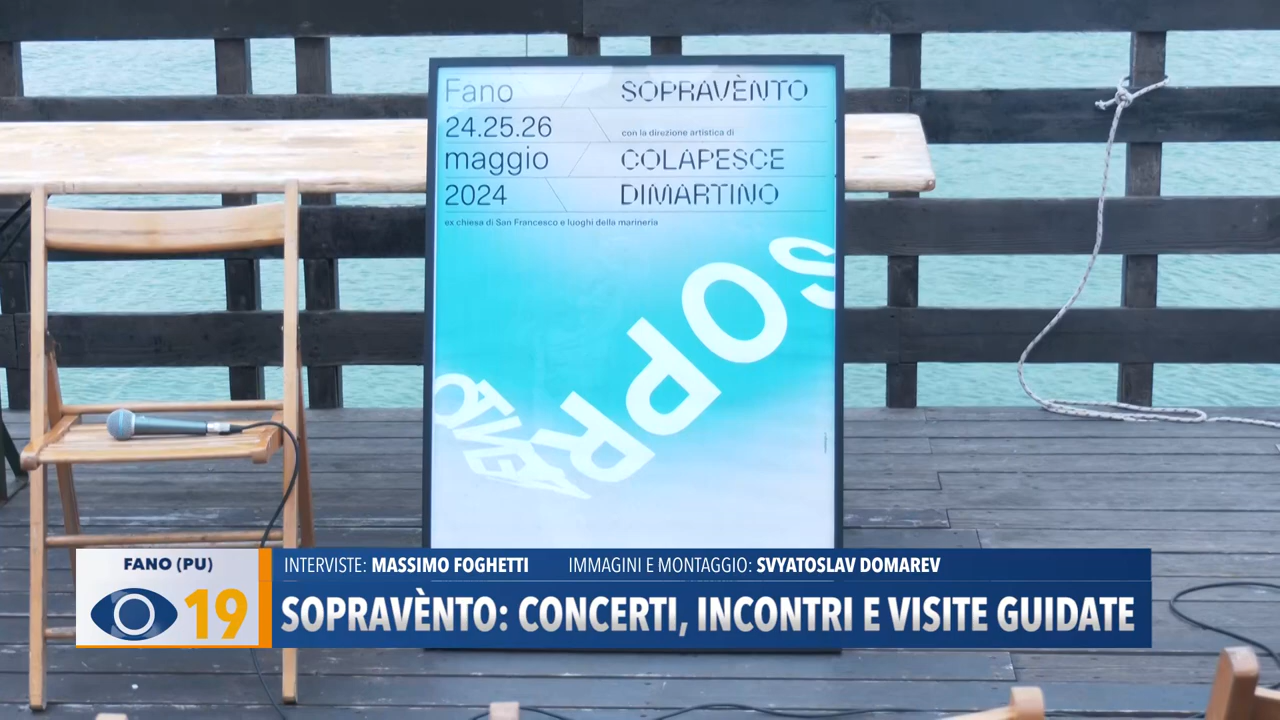 Fano
SOPRAVÈNTO
24.25.26
con la direzione artistica di
maggio
COLAPESCE
2024
DIMARTINO
ex chiesa di San Francesco e luoghi della marineria
SOPRAVENTO
FANO (PU)
19
INTERVISTE: MASSIMO FOGHETTI
IMMAGINI E MONTAGGIO: SVYATOSLAV DOMAREV
SOPRAVÈNTO: CONCERTI, INCONTRI E VISITE GUIDATE